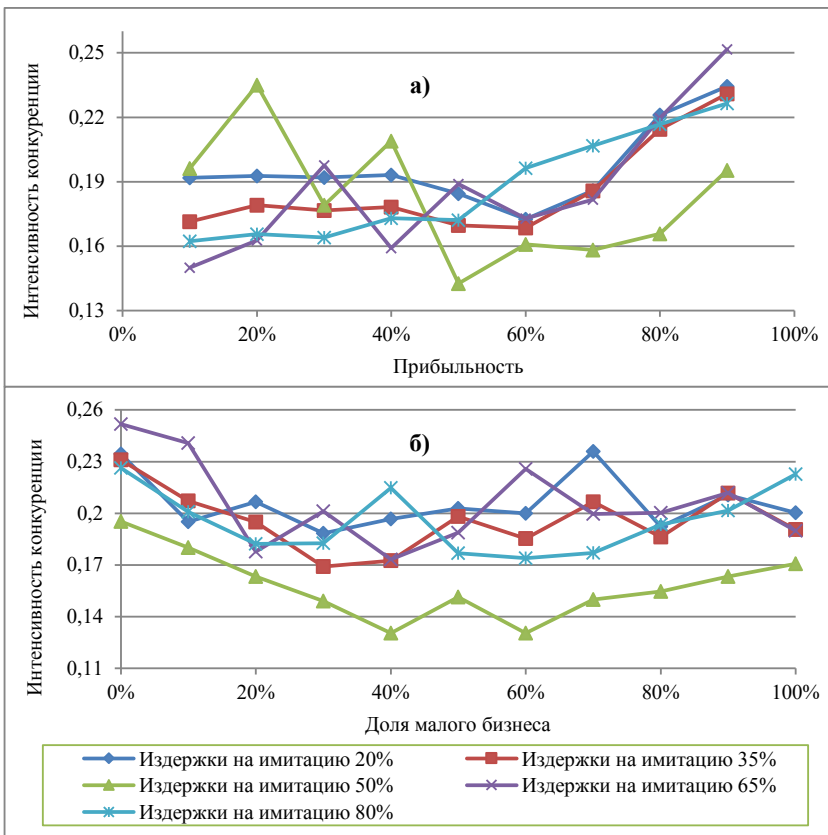 а)
0,25
0,22
0,19
0,16
0,13
Интенсивность конкуренции
0% 20% 40% 60% 80% 100%
Прибыльность
б)
0,26
0,23
0,2
0,17
0,14
0,11
Интенсивность конкуренции
0% 20% 40% 60% 80% 100%
Доля малого бизнеса
Издержки на имитацию 20% Издержки на имитацию 35%
Издержки на имитацию 50% Издержки на имитацию 65%
Издержки на имитацию 80%